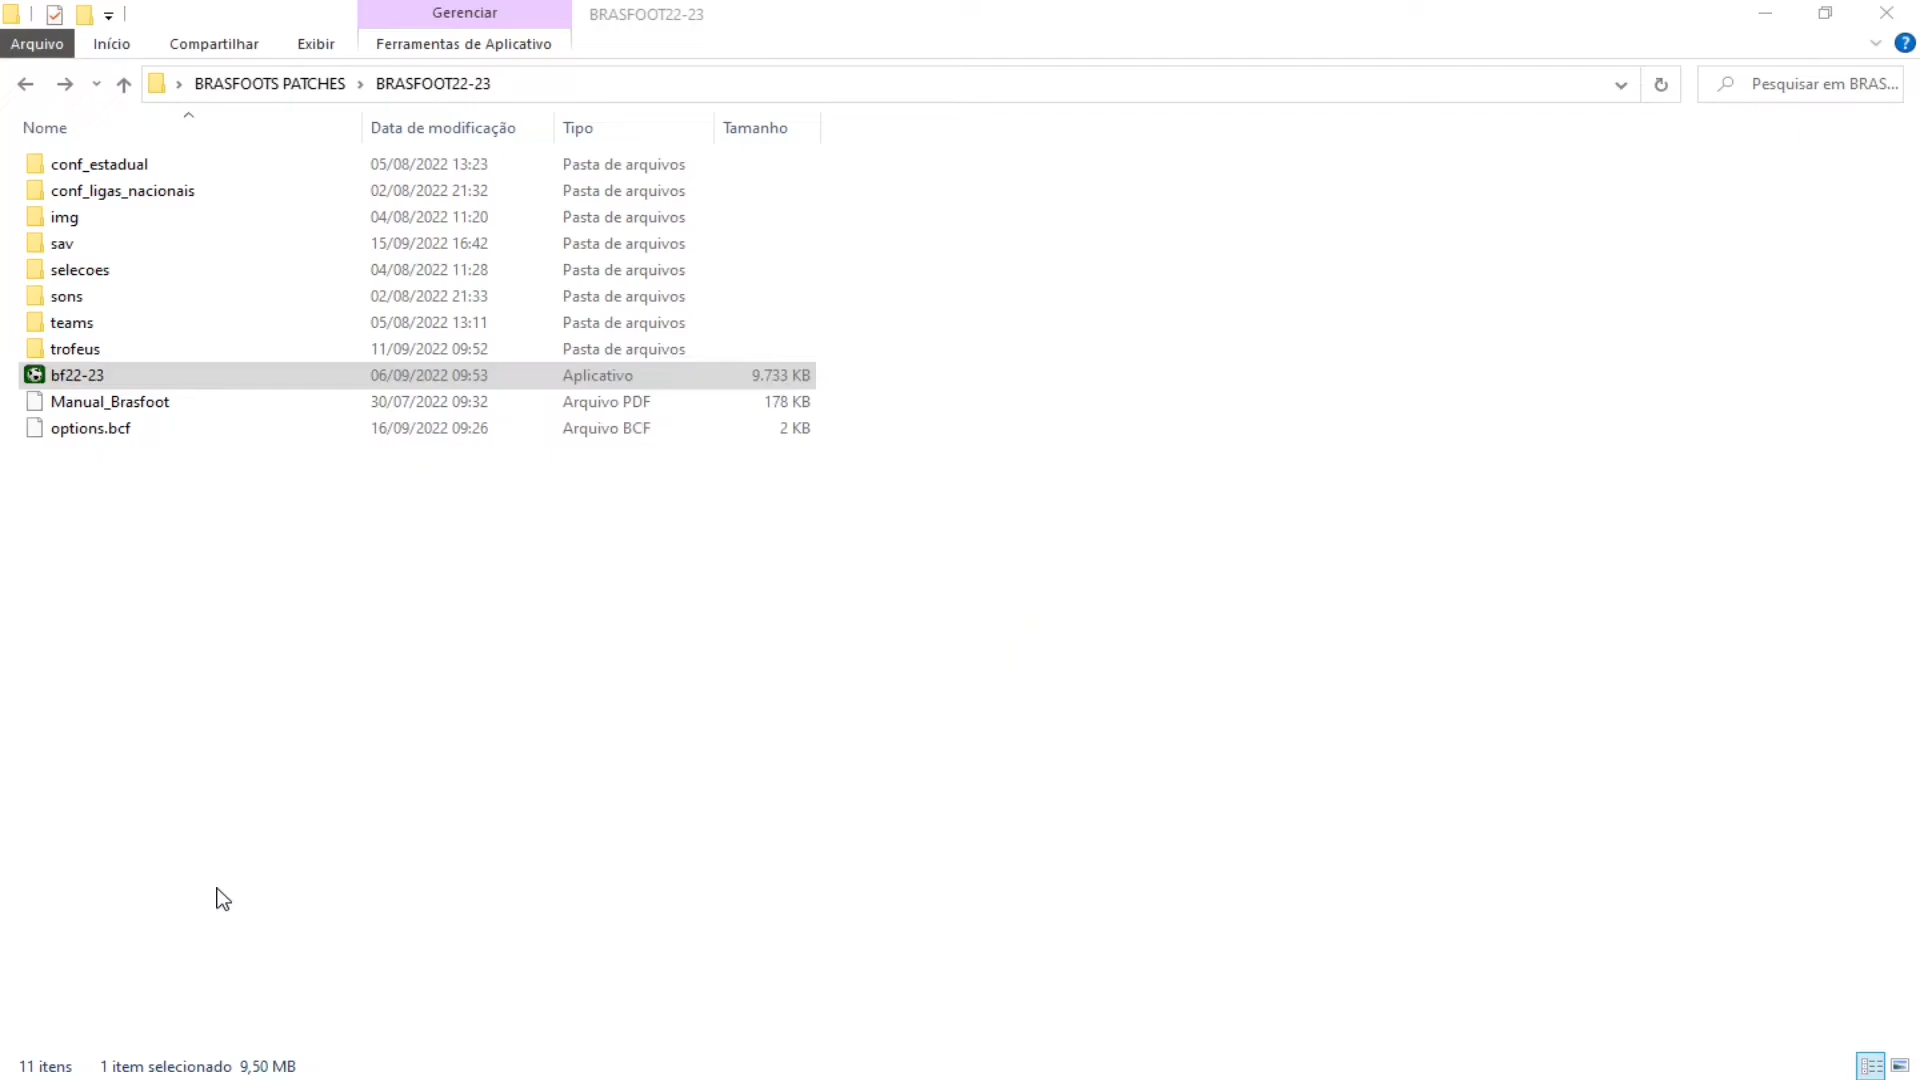 Gerenciar BRASFOOT22-23
Arquivo Início Compartilhar Exibir Ferramentas de Aplicativo
BRASFOOTS PATCHES BRASFOOT22-23 Pesquisar em BRAS...
Nome Data de modificação Tipo Tamanho
conf_estadual 05/08/2022 13:23 Pasta de arquivos
conf_ligas_nacionais 02/08/2022 21:32 Pasta de arquivos
img 04/08/2022 11:20 Pasta de arquivos
sav 15/09/2022 16:42 Pasta de arquivos
selecoes 04/08/2022 11:28 Pasta de arquivos
sons 02/08/2022 21:33 Pasta de arquivos
teams 05/08/2022 13:11 Pasta de arquivos
trofeus 11/09/2022 09:52 Pasta de arquivos
bf22-23 06/09/2022 09:53 Aplicativo 9.733 KB
Manual_Brasfoot 30/07/2022 09:32 Arquivo PDF 178 KB
options.bcf 16/09/2022 09:26 Arquivo BCF 2 KB
11 itens 1 item selecionado 9,50 MB